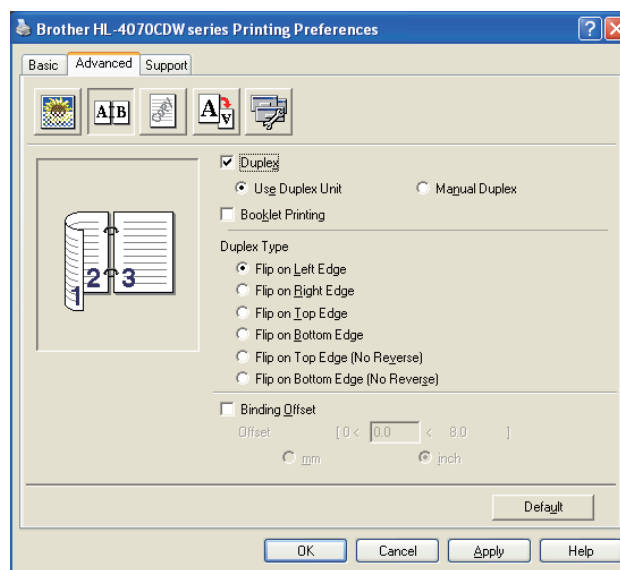 Brother HL-4070CDW series Printing Preferences
Basic Advanced Support
A B A A
Duplex
Use Duplex Unit Manual Duplex
Booklet Printing
Duplex Type
Flip on Left Edge
Flip on Right Edge
Flip on Top Edge
Flip on Bottom Edge
Flip on Top Edge (No Reverse)
Flip on Bottom Edge (No Reverse)
1 2 3
Binding Offset
Offset [ 0 < 0.0 < 8.0 ]
mm inch
Default
OK Cancel Apply Help